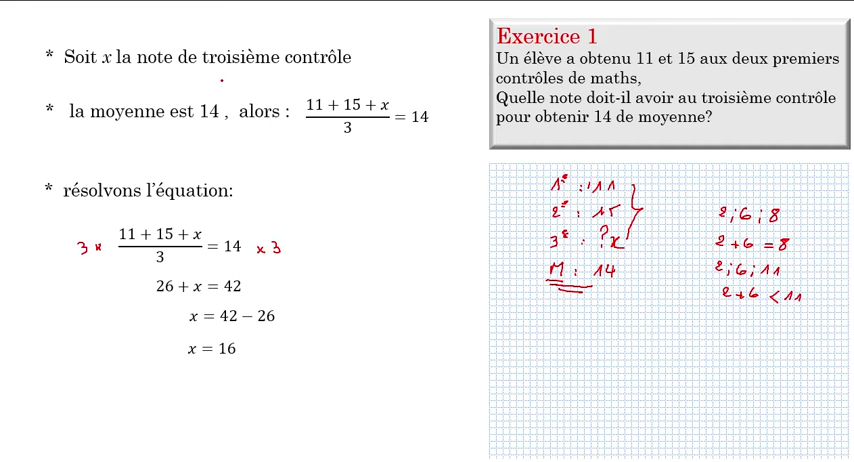 * Soit x la note de troisième contrôle
* la moyenne est 14 , alors : (11 + 15 + x)/3 = 14
* résolvons l'équation:
3 × (11 + 15 + x)/3 = 14 × 3
26 + x = 42
x = 42 − 26
x = 16
Exercice 1
Un élève a obtenu 11 et 15 aux deux premiers
contrôles de maths,
Quelle note doit-il avoir au troisième contrôle
pour obtenir 14 de moyenne?
1e : 11
2e : 15
3e : ? x
M : 14
2 ; 6 ; 8
2 + 6 = 8
2 ; 6 ; 11
2 + 6 < 11